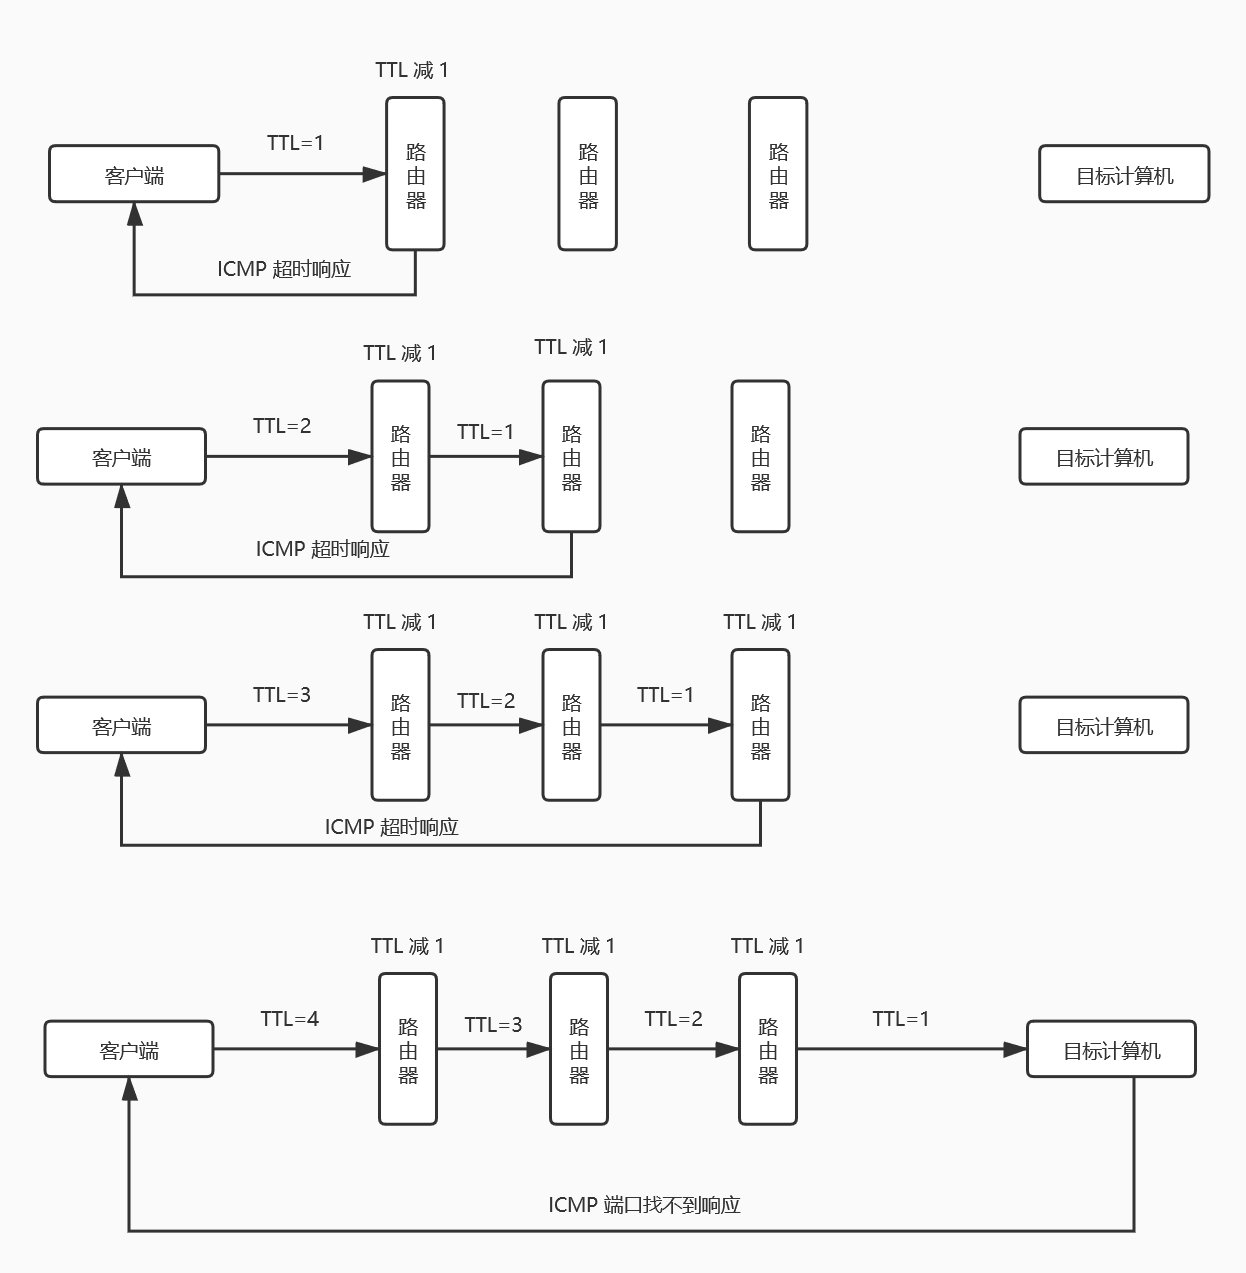 TTL 减 1
TTL=1
客户端
路由器
路由器
路由器
目标计算机
ICMP 超时响应
TTL 减 1
TTL 减 1
TTL=2
TTL=1
客户端
路由器
路由器
路由器
目标计算机
ICMP 超时响应
TTL 减 1
TTL 减 1
TTL 减 1
TTL=3
TTL=2
TTL=1
客户端
路由器
路由器
路由器
目标计算机
ICMP 超时响应
TTL 减 1
TTL 减 1
TTL 减 1
TTL=4
TTL=3
TTL=2
TTL=1
客户端
路由器
路由器
路由器
目标计算机
ICMP 端口找不到响应